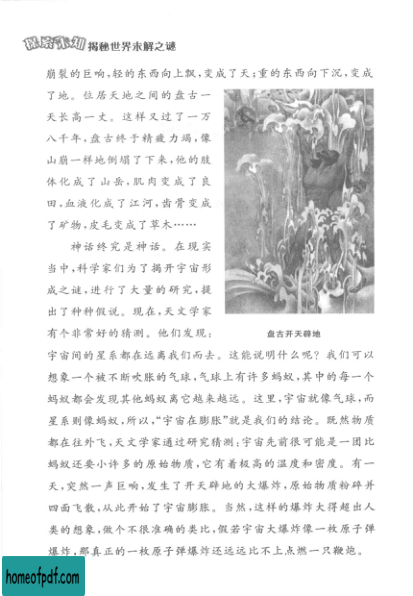 探索未知 揭秘世界未解之谜
崩裂的巨响,轻的东西向上飘,变成了天;重的东西向下沉,变成
了地。位居天地之间的盘古一
天长高一丈。这样又过了一万
八千年,盘古终于精疲力竭,像
山崩一样地倒塌了下来,他的肢
体化成了山岳,肌肉变成了良
田,血液化成了江河,齿骨变成
了矿物,皮毛变成了草木……
神话终究是神话。在现实
当中,科学家们为了揭开宇宙形
成之谜,进行了大量的研究,提
出了种种假说。现在,天文学家
有个非常好的猜测。他们发现:
盘古开天辟地
宇宙间的星系都在远离我们而去。这能说明什么呢?我们可以
想象一个被不断吹胀的气球,气球上有许多蚂蚁,其中的每一个
蚂蚁都会发现其他蚂蚁离它越来越远。这里,宇宙就像气球,而
星系则像蚂蚁,所以,“宇宙在膨胀”就是我们的结论。既然物质
都在往外飞,天文学家通过研究猜测:宇宙先前很可能是一团比
蚂蚁还要小许多的原始物质,它有着极高的温度和密度。有一
天,突然一声巨响,发生了开天辟地的大爆炸,原始物质粉碎并
四面飞散,从此开始了宇宙膨胀。当然,这样的爆炸大得超出人
类的想象,做个不很准确的类比,假若宇宙大爆炸像一枚原子弹
爆炸,那真正的一枚原子弹爆炸还远远比不上点燃一只鞭炮。
homeofpdf.com